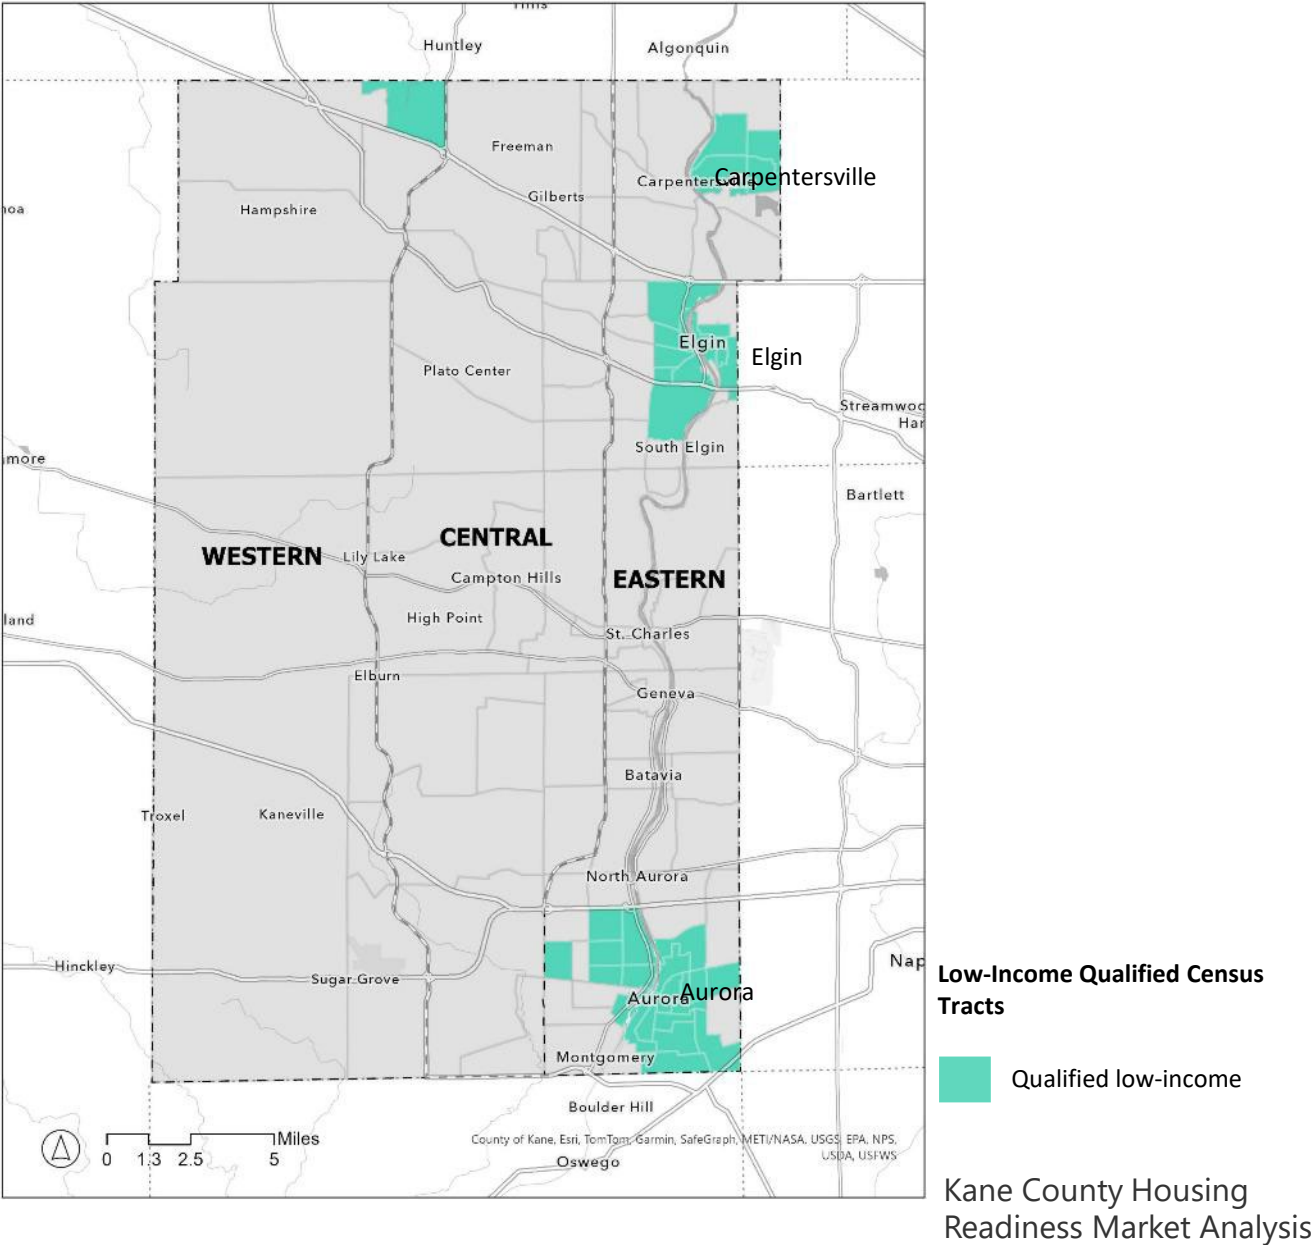 Huntley
Algonquin
Freeman
Carpentersville
Carpentersville
Gilberts
Hampshire
Elgin
Elgin
Plato Center
South Elgin
Bartlett
WESTERN
CENTRAL
EASTERN
Lily Lake
Campton Hills
High Point
St. Charles
Elburn
Geneva
Batavia
Troxel
Kaneville
North Aurora
Hinckley
Sugar Grove
Aurora
Aurora
Nap
Montgomery
Boulder Hill
Oswego
Miles
0 1.3 2.5 5
County of Kane, Esri, TomTom, Garmin, SafeGraph, METI/NASA, USGS, EPA, NPS,
USDA, USFWS
Low-Income Qualified Census
Tracts
Qualified low-income
Kane County Housing
Readiness Market Analysis